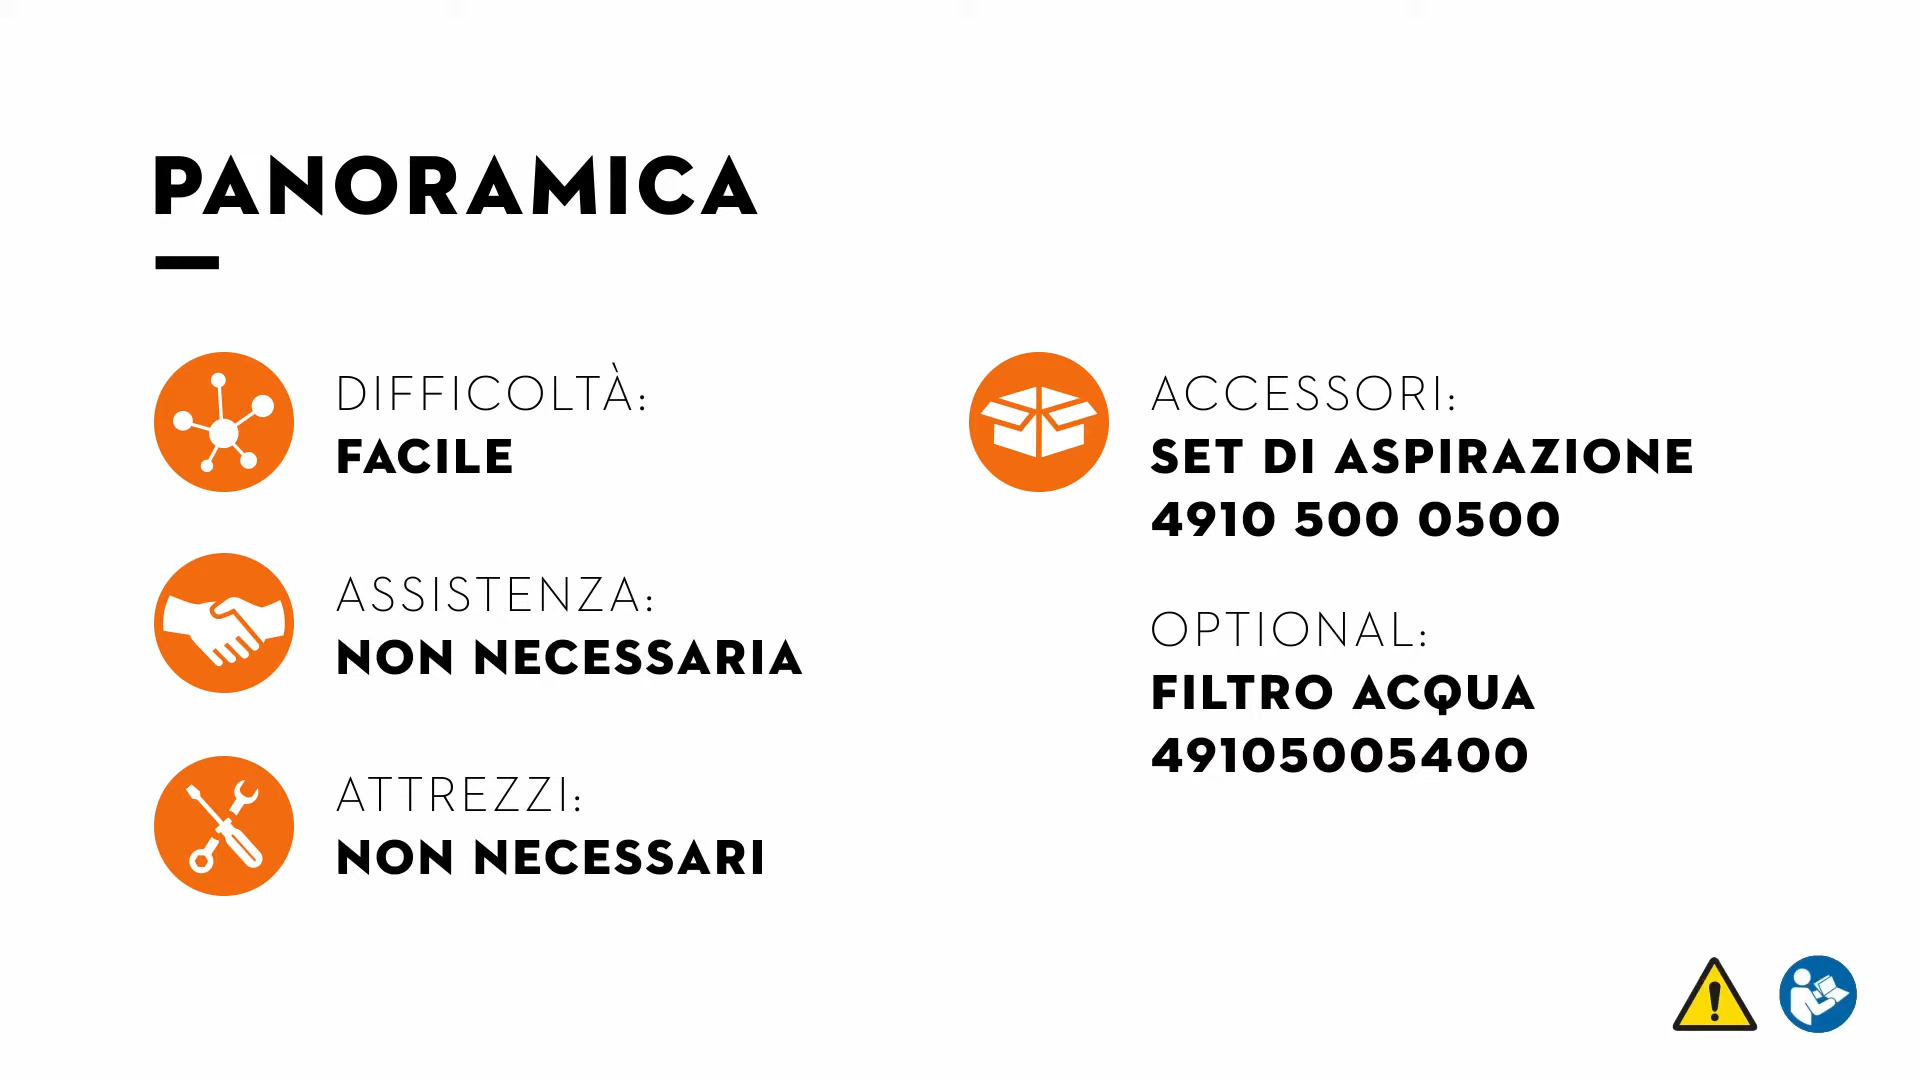 PANORAMICA
DIFFICOLTÀ:
FACILE
ASSISTENZA:
NON NECESSARIA
ATTREZZI:
NON NECESSARI
ACCESSORI:
SET DI ASPIRAZIONE
4910 500 0500
OPTIONAL:
FILTRO ACQUA
49105005400